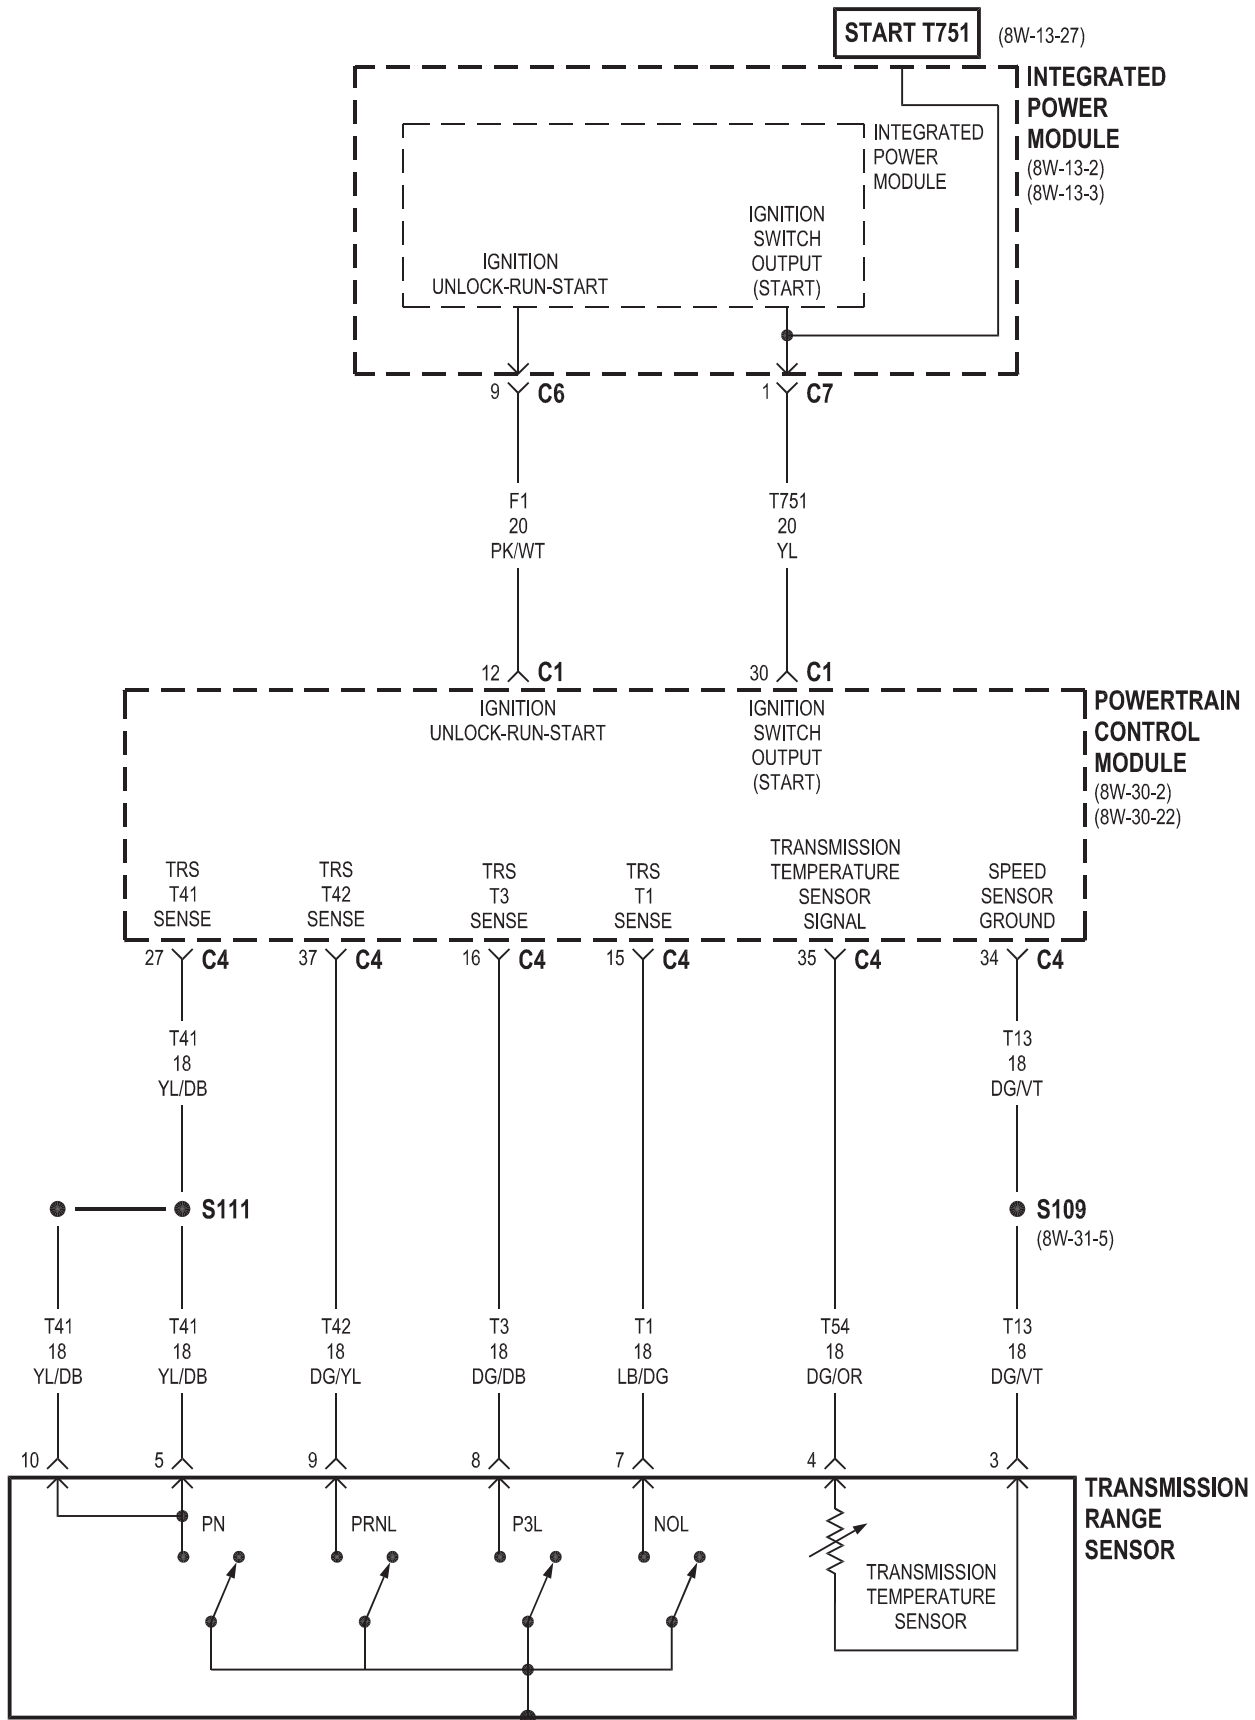 START T751 (8W-13-27)
INTEGRATED
POWER
MODULE
(8W-13-2)
(8W-13-3)
INTEGRATED
POWER
MODULE
IGNITION
UNLOCK-RUN-START
IGNITION
SWITCH
OUTPUT
(START)
9 C6
1 C7
F1
20
PK/WT
T751
20
YL
12 C1
30 C1
POWERTRAIN
CONTROL
MODULE
(8W-30-2)
(8W-30-22)
IGNITION
UNLOCK-RUN-START
IGNITION
SWITCH
OUTPUT
(START)
TRS
T41
SENSE
TRS
T42
SENSE
TRS
T3
SENSE
TRS
T1
SENSE
TRANSMISSION
TEMPERATURE
SENSOR
SIGNAL
SPEED
SENSOR
GROUND
27 C4
37 C4
16 C4
15 C4
35 C4
34 C4
T41
18
YL/DB
T13
18
DG/VT
S111
S109
(8W-31-5)
T41
18
YL/DB
T41
18
YL/DB
T42
18
DG/YL
T3
18
DG/DB
T1
18
LB/DG
T54
18
DG/OR
T13
18
DG/VT
10
5
9
8
7
4
3
TRANSMISSION
RANGE
SENSOR
PN
PRNL
P3L
NOL
TRANSMISSION
TEMPERATURE
SENSOR